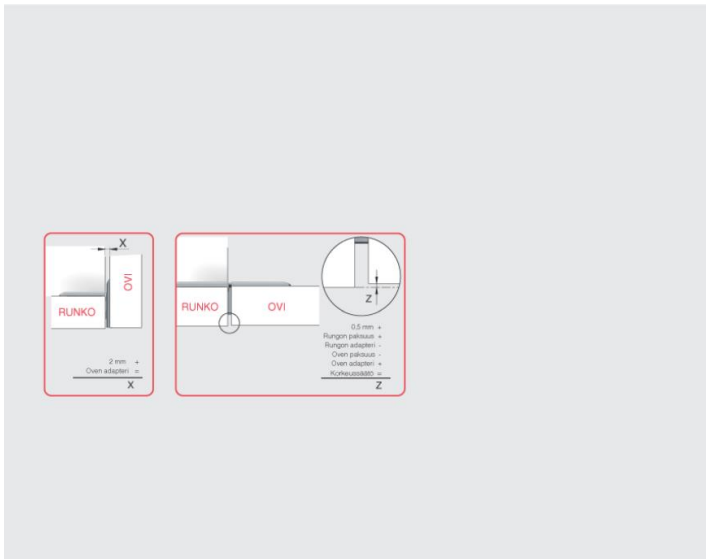 X
OVI
RUNKO
2 mm +
Oven adapteri =
X
RUNKO
OVI
Z
0,5 mm +
Rungon paksuus +
Rungon adapteri -
Oven paksuus -
Oven adapteri +
Korkeussäätö =
Z